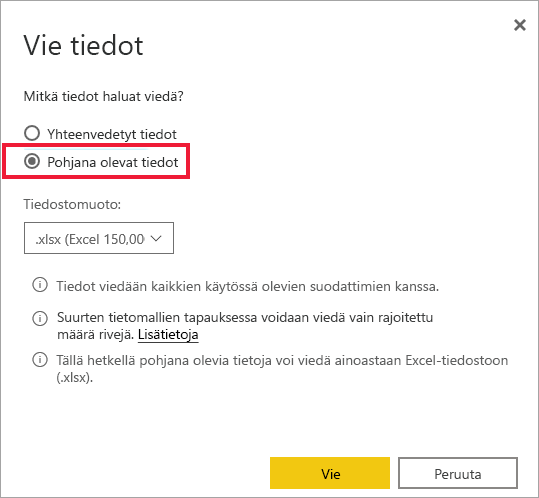 Vie tiedot
Mitkä tiedot haluat viedä?
Yhteenvedetyt tiedot
Pohjana olevat tiedot
Tiedostomuoto:
.xlsx (Excel 150,00
Tiedot viedään kaikkien käytössä olevien suodattimien kanssa.
Suurten tietomallien tapauksessa voidaan viedä vain rajoitettu
määrä rivejä. Lisätietoja
Tällä hetkellä pohjana olevia tietoja voi viedä ainoastaan Excel-tiedostoon
(.xlsx).
Vie
Peruuta